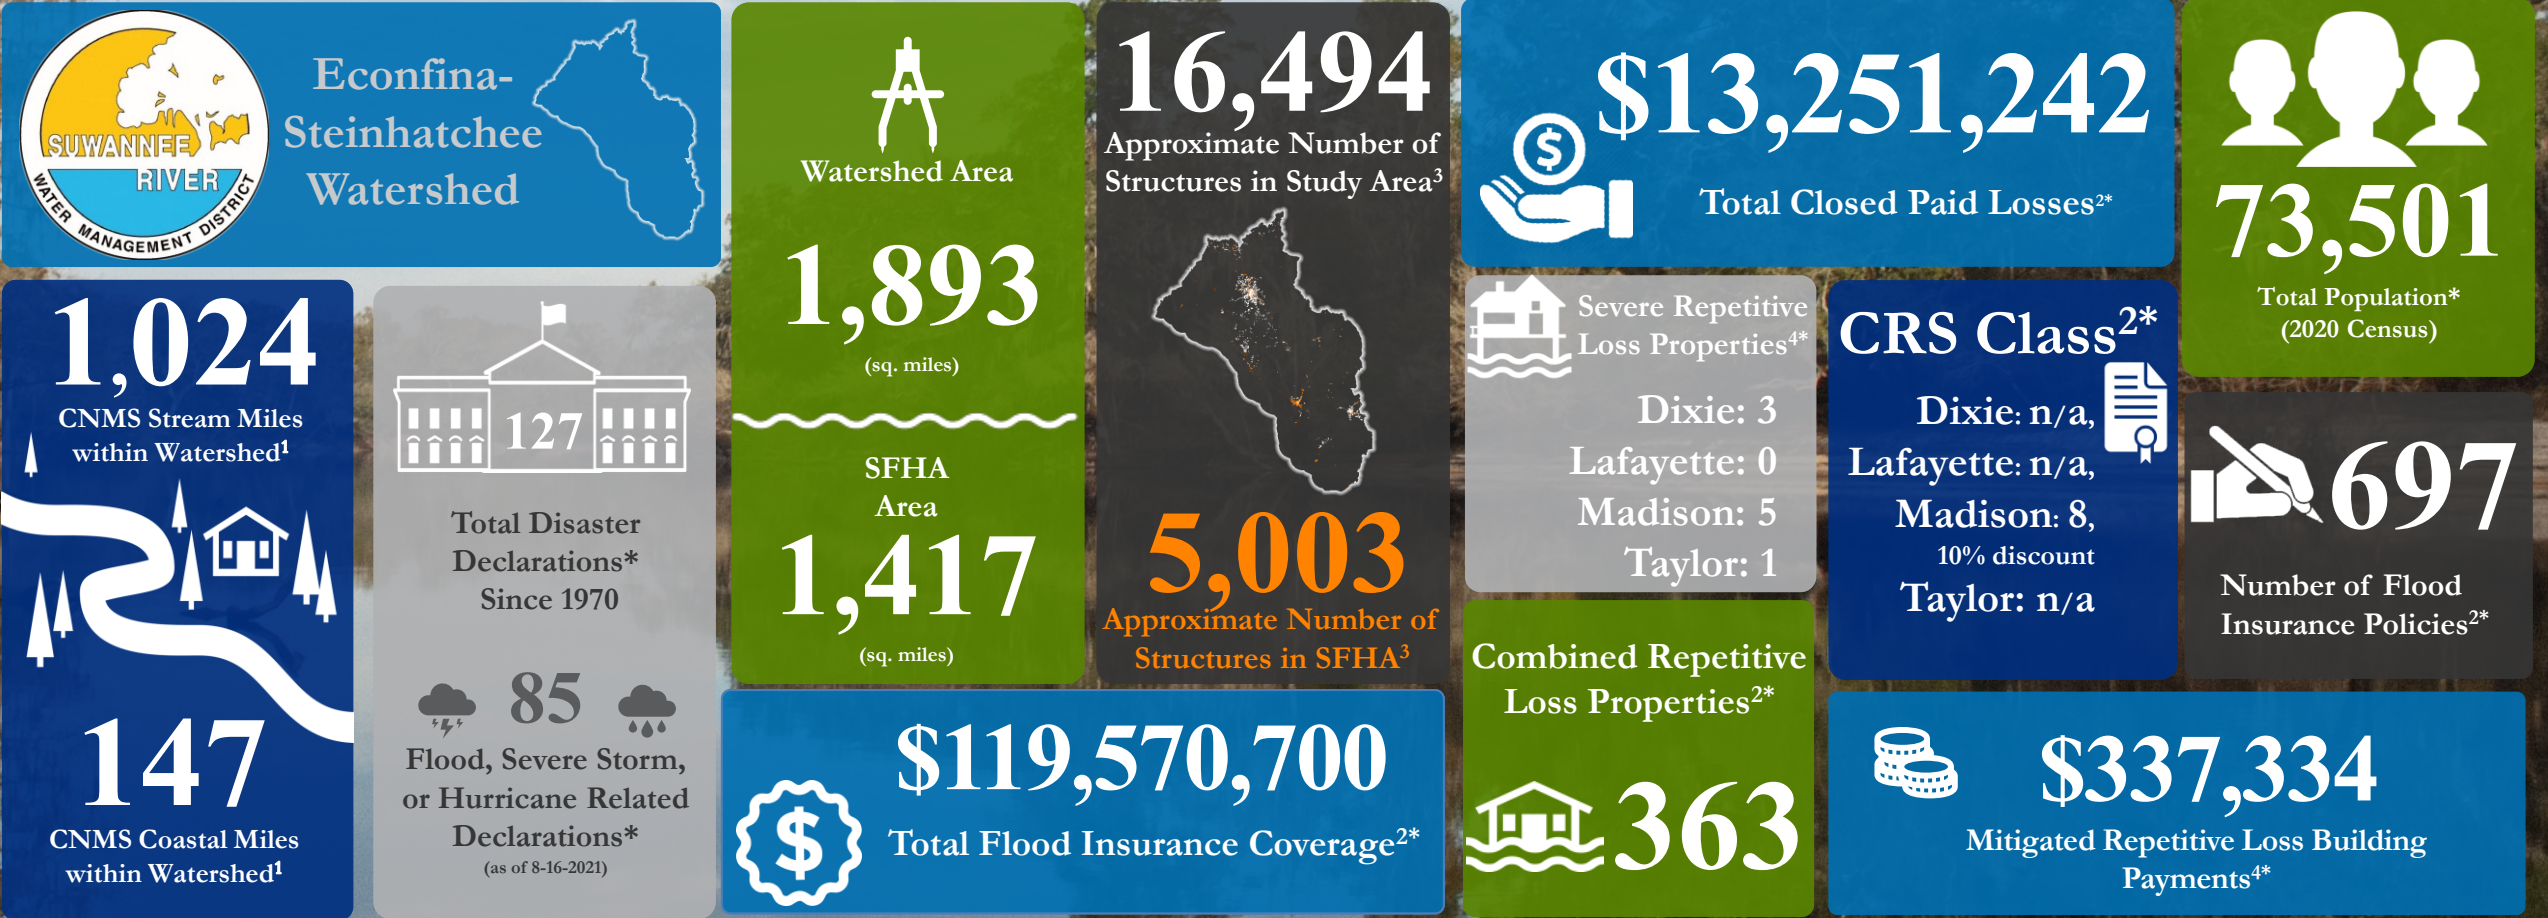 SUWANNEE
RIVER
WATER MANAGEMENT DISTRICT
Econfina-
Steinhatchee
Watershed
1,024
CNMS Stream Miles
within Watershed¹
147
CNMS Coastal Miles
within Watershed¹
127
Total Disaster
Declarations*
Since 1970
85
Flood, Severe Storm,
or Hurricane Related
Declarations*
(as of 8-16-2021)
Watershed Area
1,893
(sq. miles)
SFHA
Area
1,417
(sq. miles)
16,494
Approximate Number of
Structures in Study Area³
5,003
Approximate Number of
Structures in SFHA³
$119,570,700
Total Flood Insurance Coverage²*
$13,251,242
Total Closed Paid Losses²*
Severe Repetitive
Loss Properties⁴*
Dixie: 3
Lafayette: 0
Madison: 5
Taylor: 1
Combined Repetitive
Loss Properties²*
363
CRS Class²*
Dixie: n/a,
Lafayette: n/a,
Madison: 8,
10% discount
Taylor: n/a
73,501
Total Population*
(2020 Census)
697
Number of Flood
Insurance Policies²*
$337,334
Mitigated Repetitive Loss Building
Payments⁴*